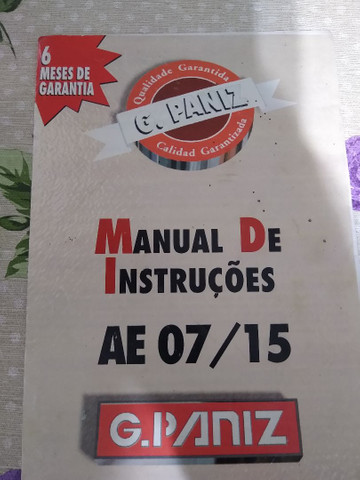 6
MESES DE
GARANTIA
Qualidade Garantida
G. PANIZ
Calidad Garantizada
MANUAL DE
INSTRUÇÕES
AE 07/15
G.PANIZ